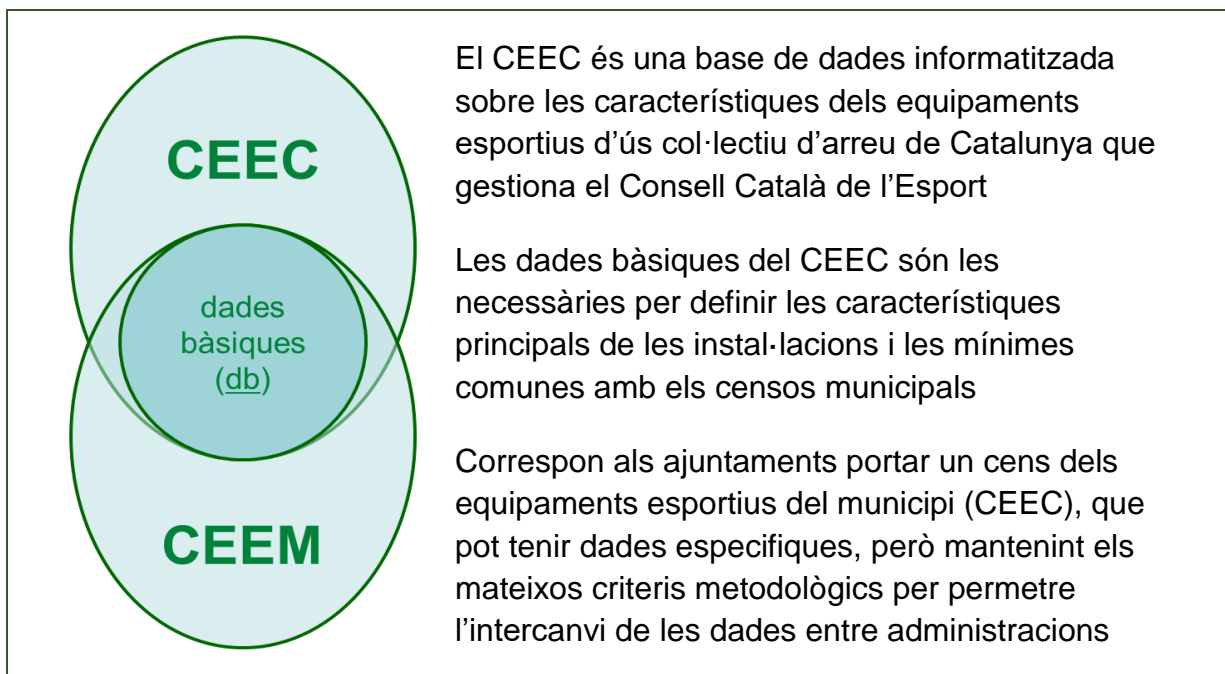 CEEC
dades
bàsiques
(db)
CEEM
El CEEC és una base de dades informatitzada
sobre les característiques dels equipaments
esportius d’ús col·lectiu d’arreu de Catalunya que
gestiona el Consell Català de l’Esport
Les dades bàsiques del CEEC són les
necessàries per definir les característiques
principals de les instal·lacions i les mínimes
comunes amb els censos municipals
Correspon als ajuntaments portar un cens dels
equipaments esportius del municipi (CEEC), que
pot tenir dades especifiques, però mantenint els
mateixos criteris metodològics per permetre
l’intercanvi de les dades entre administracions